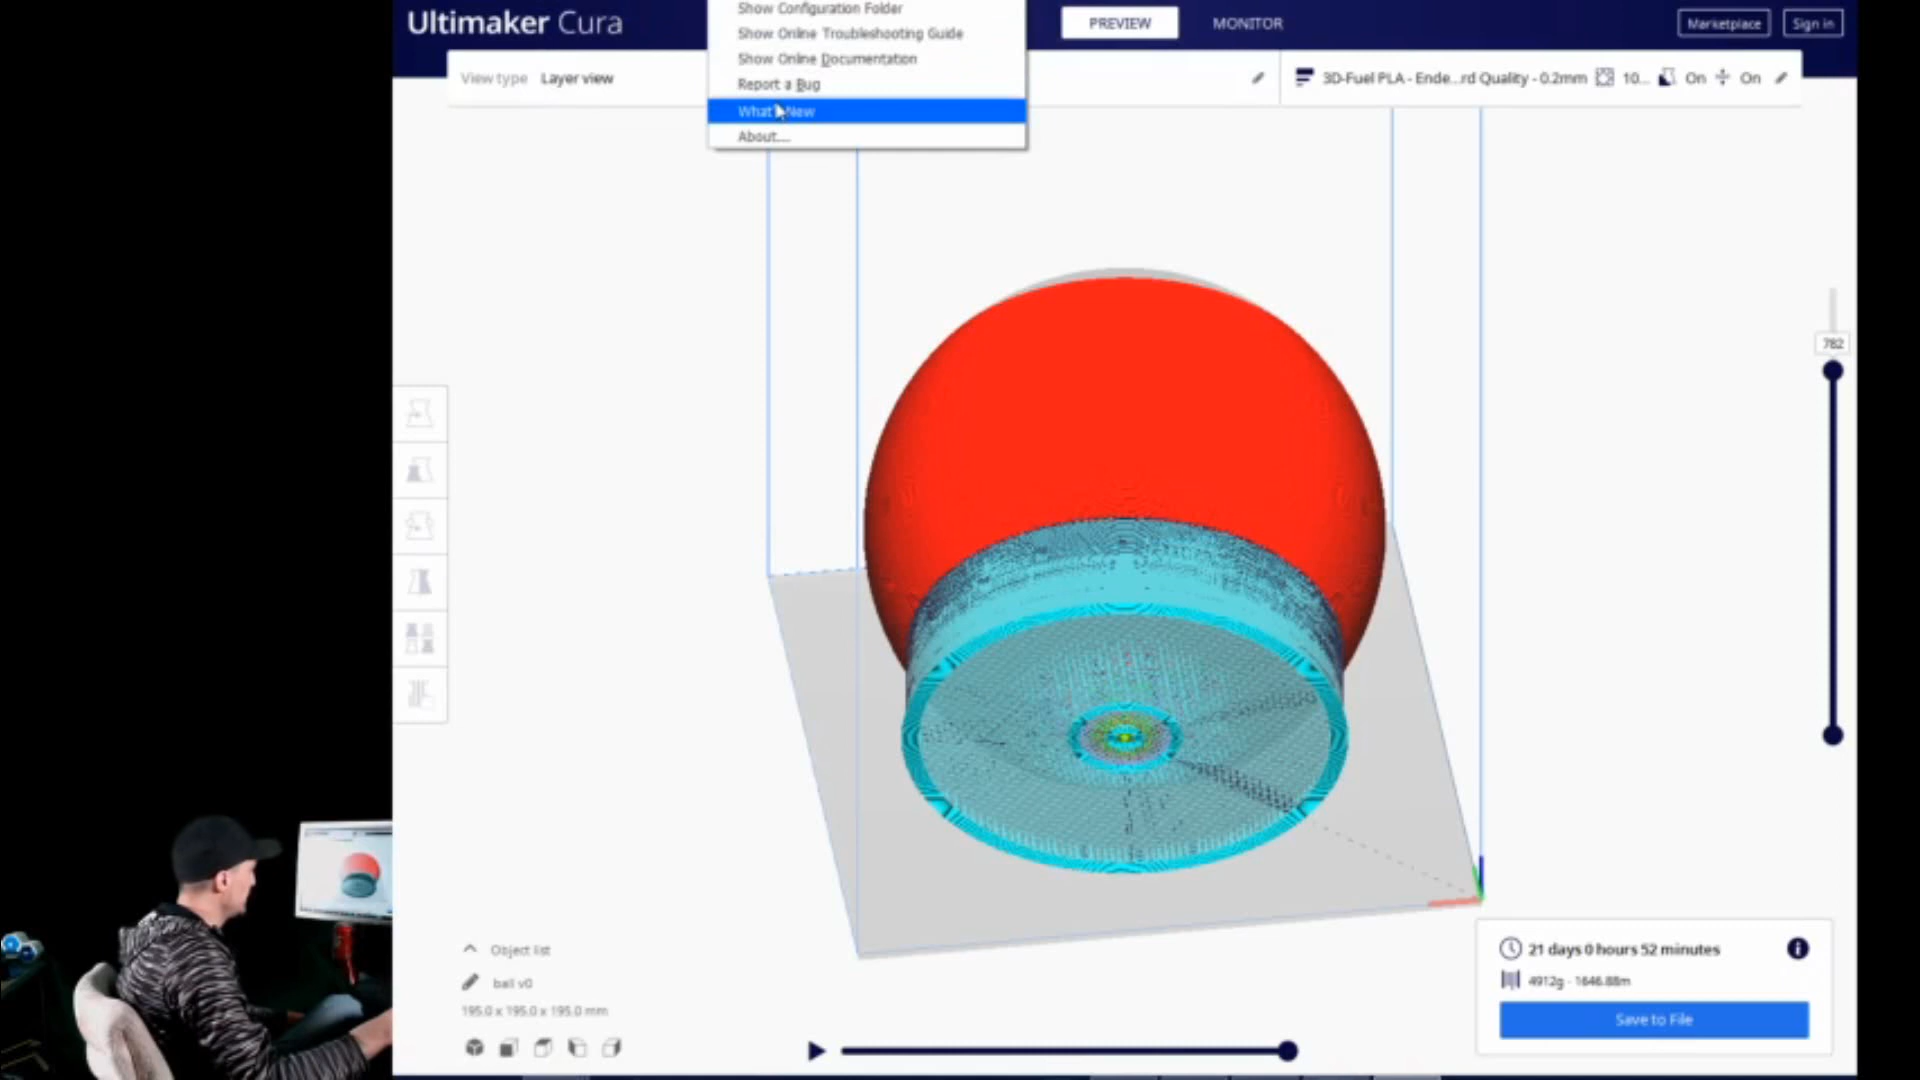 Ultimaker Cura
Show Configuration Folder
Show Online Troubleshooting Guide
Show Online Documentation
Report a Bug
What's New
About...
PREVIEW
MONITOR
Marketplace
Sign in
View type Layer view
3D-Fuel PLA - Ende...rd Quality - 0.2mm 10... On On
782
Object list
ball v0
195.0 x 195.0 x 195.0 mm
21 days 0 hours 52 minutes
4912g · 1646.88m
Save to File